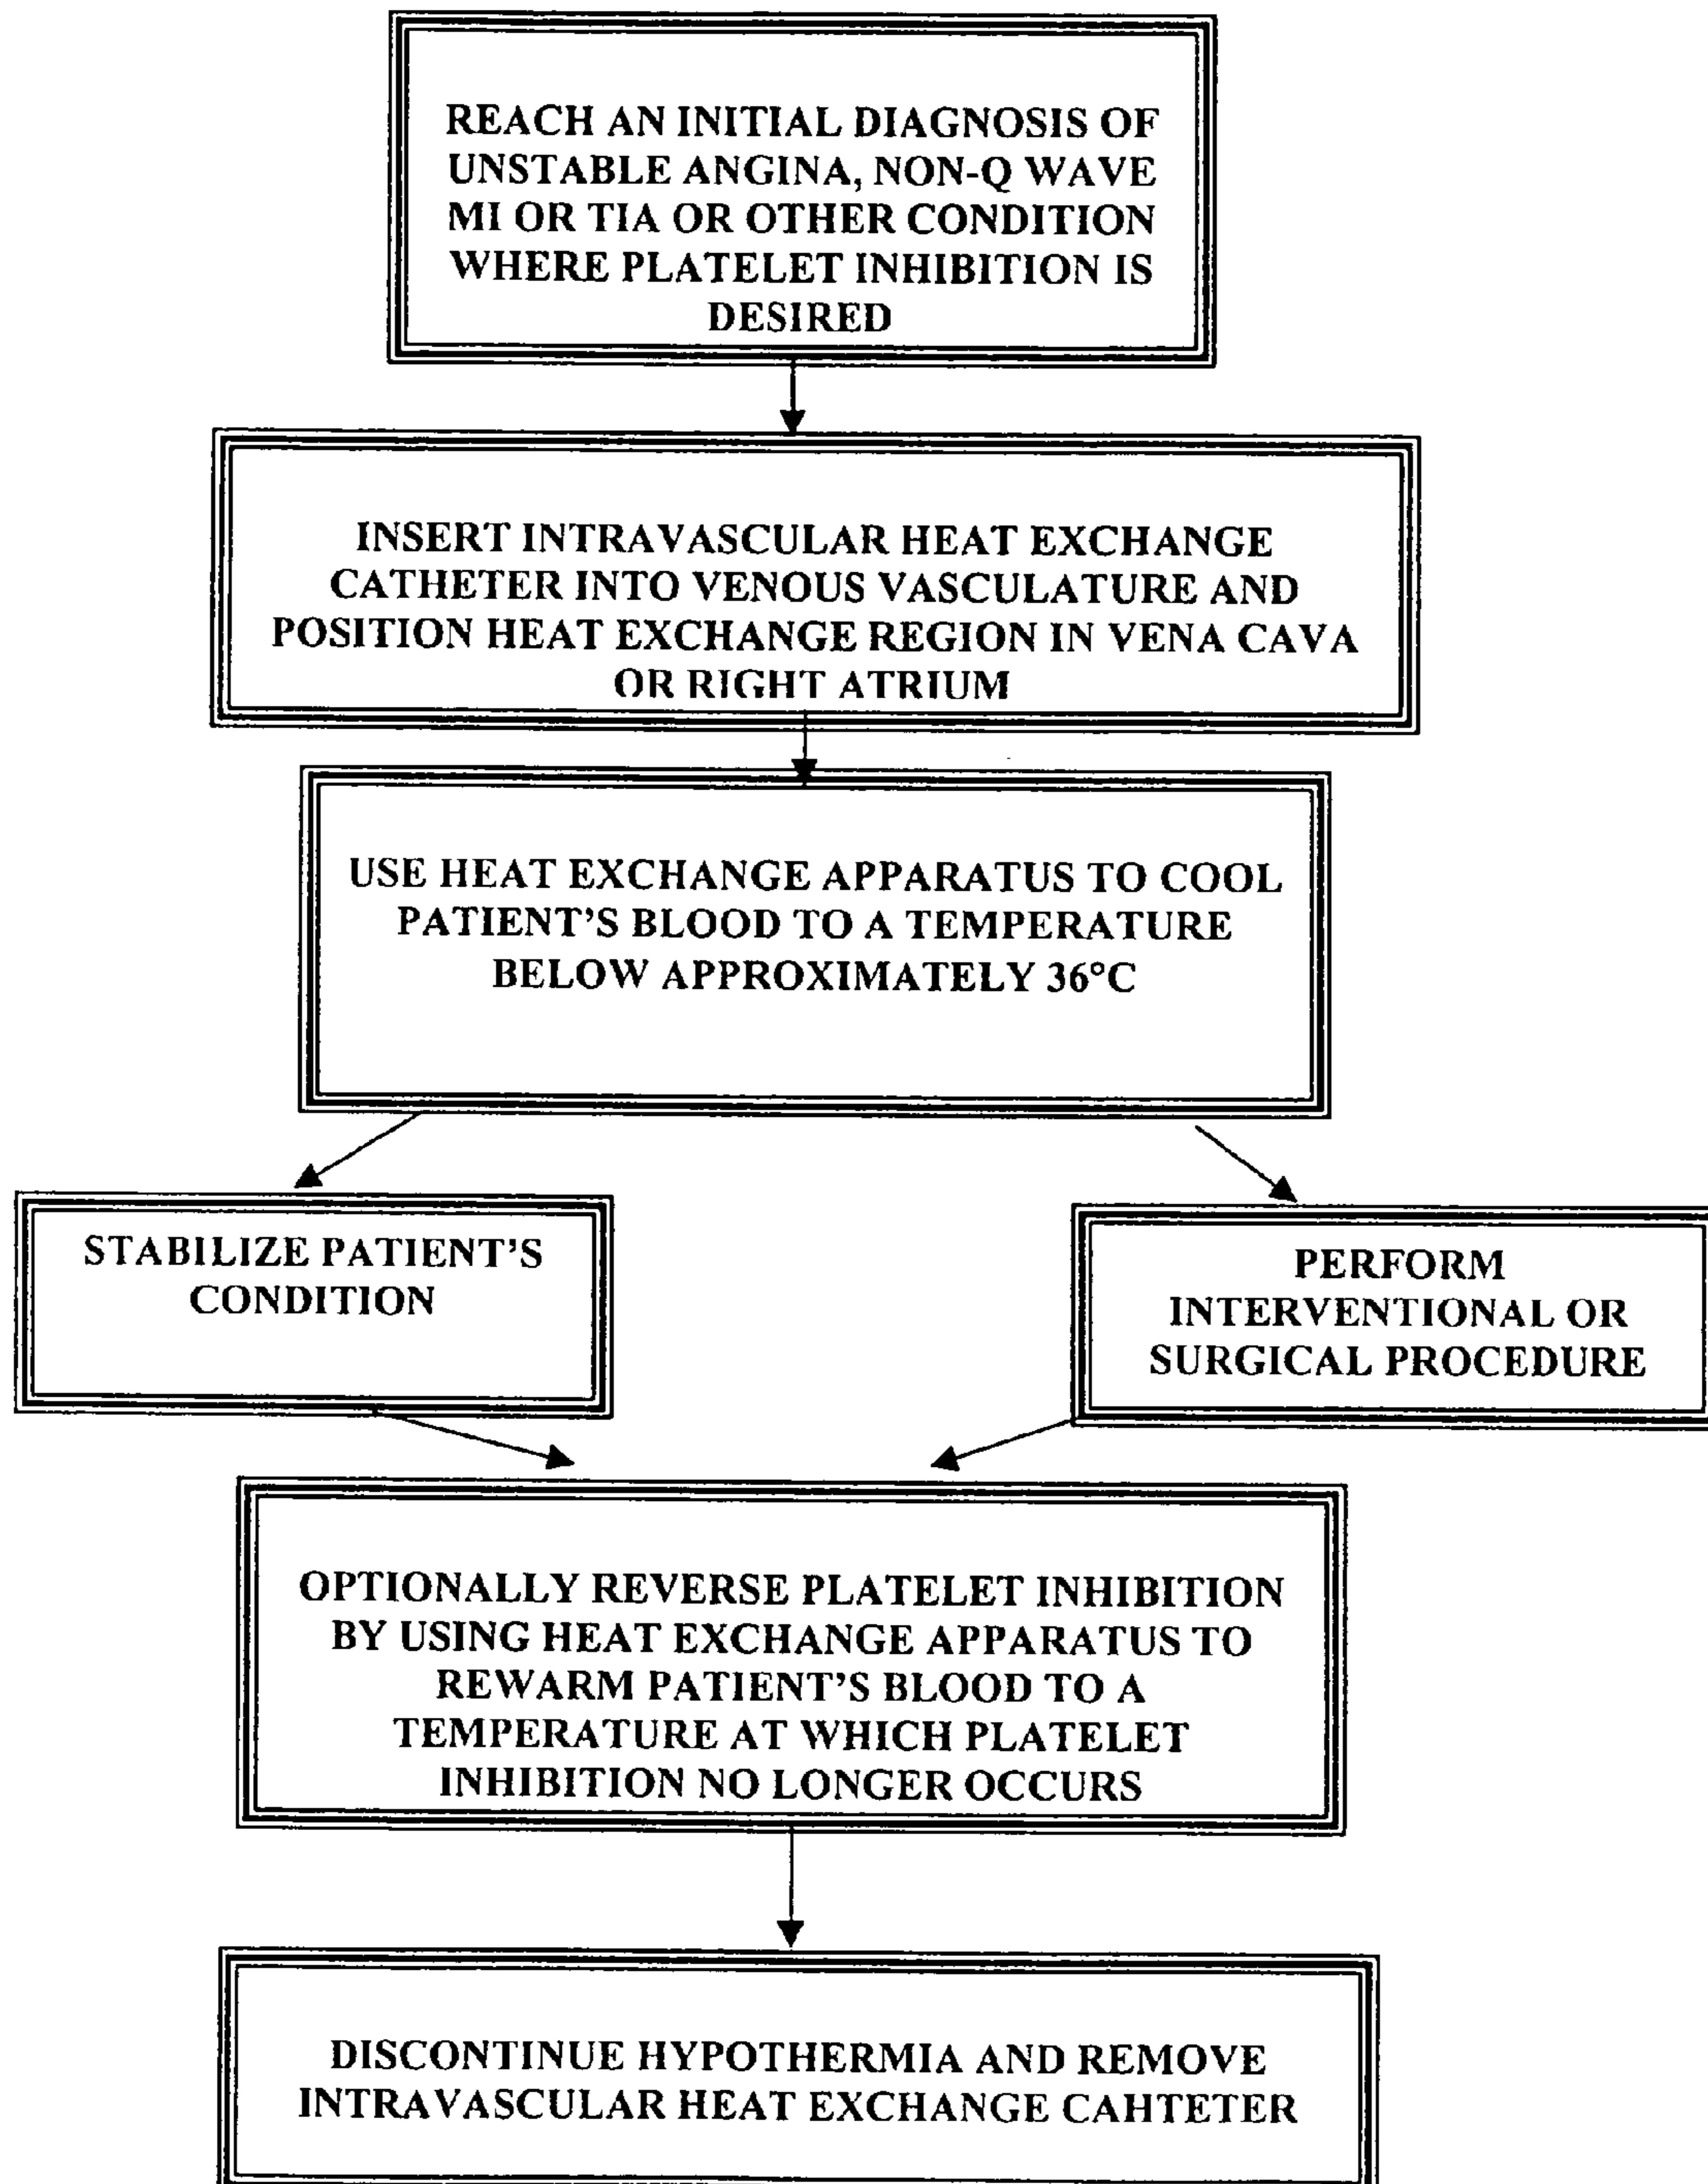 REACH AN INITIAL DIAGNOSIS OF
UNSTABLE ANGINA, NON-Q WAVE
MI OR TIA OR OTHER CONDITION
WHERE PLATELET INHIBITION IS
DESIRED
INSERT INTRAVASCULAR HEAT EXCHANGE
CATHETER INTO VENOUS VASCULATURE AND
POSITION HEAT EXCHANGE REGION IN VENA CAVA
OR RIGHT ATRIUM
USE HEAT EXCHANGE APPARATUS TO COOL
PATIENT'S BLOOD TO A TEMPERATURE
BELOW APPROXIMATELY 36°C
STABILIZE PATIENT'S
CONDITION
PERFORM
INTERVENTIONAL OR
SURGICAL PROCEDURE
OPTIONALLY REVERSE PLATELET INHIBITION
BY USING HEAT EXCHANGE APPARATUS TO
REWARM PATIENT'S BLOOD TO A
TEMPERATURE AT WHICH PLATELET
INHIBITION NO LONGER OCCURS
DISCONTINUE HYPOTHERMIA AND REMOVE
INTRAVASCULAR HEAT EXCHANGE CAHTETER